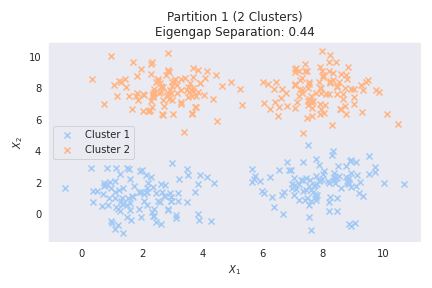 Partition 1 (2 Clusters)
Eigengap Separation: 0.44
10
8
6
4
2
0
X₂
Cluster 1
Cluster 2
0
2
4
6
8
10
X₁